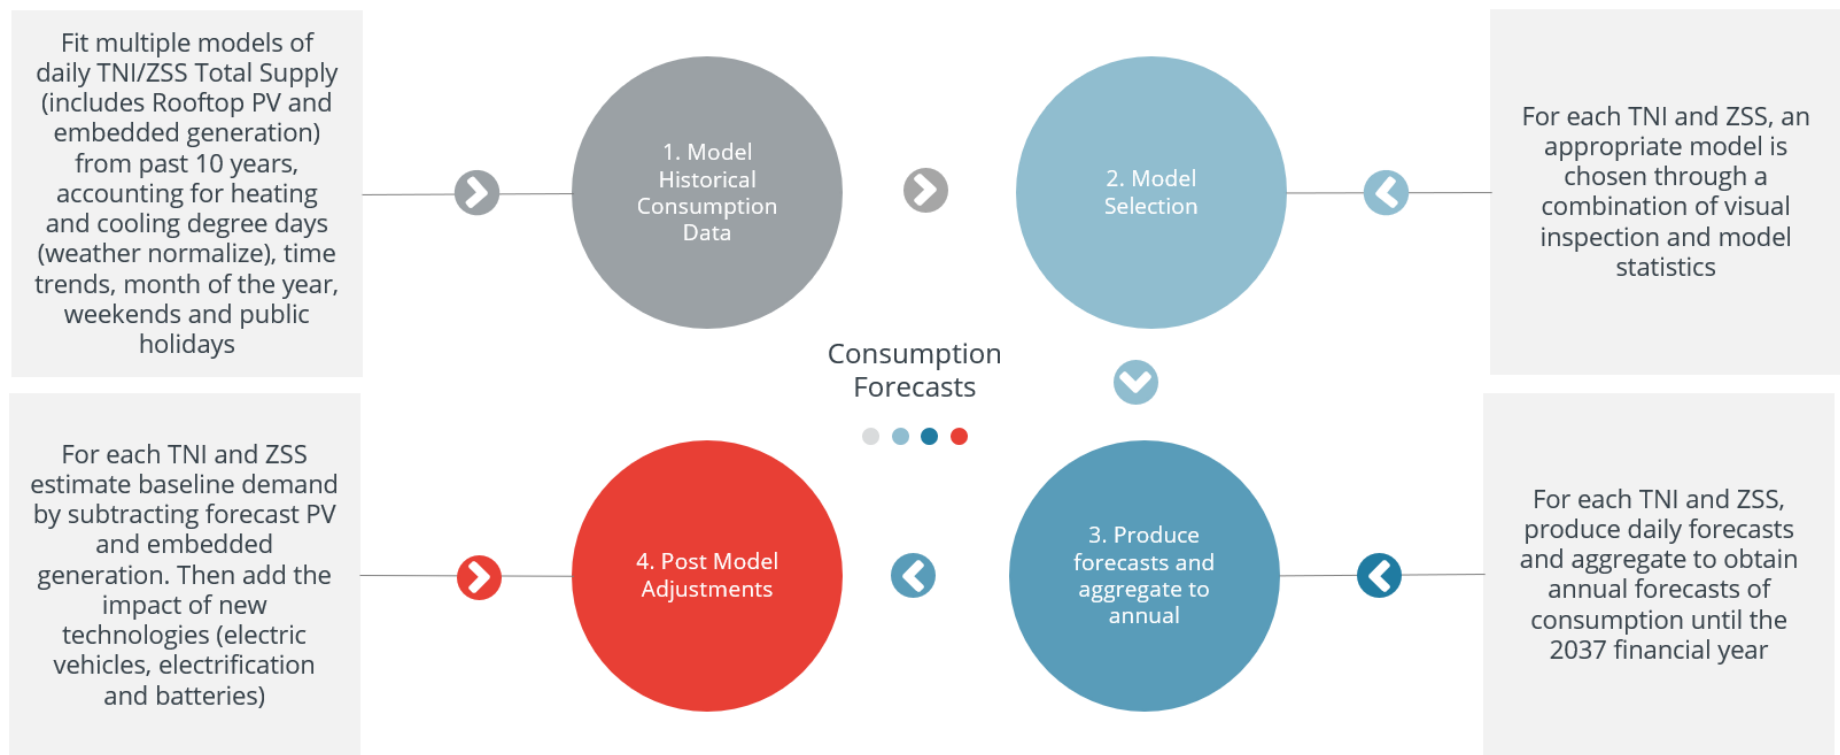 Fit multiple models of
daily TNI/ZSS Total Supply
(includes Rooftop PV and
embedded generation)
from past 10 years,
accounting for heating
and cooling degree days
(weather normalize), time
trends, month of the year,
weekends and public
holidays
1. Model
Historical
Consumption
Data
2. Model
Selection
For each TNI and ZSS, an
appropriate model is
chosen through a
combination of visual
inspection and model
statistics
Consumption
Forecasts
For each TNI and ZSS
estimate baseline demand
by subtracting forecast PV
and embedded
generation. Then add the
impact of new
technologies (electric
vehicles, electrification
and batteries)
4. Post Model
Adjustments
3. Produce
forecasts and
aggregate to
annual
For each TNI and ZSS,
produce daily forecasts
and aggregate to obtain
annual forecasts of
consumption until the
2037 financial year